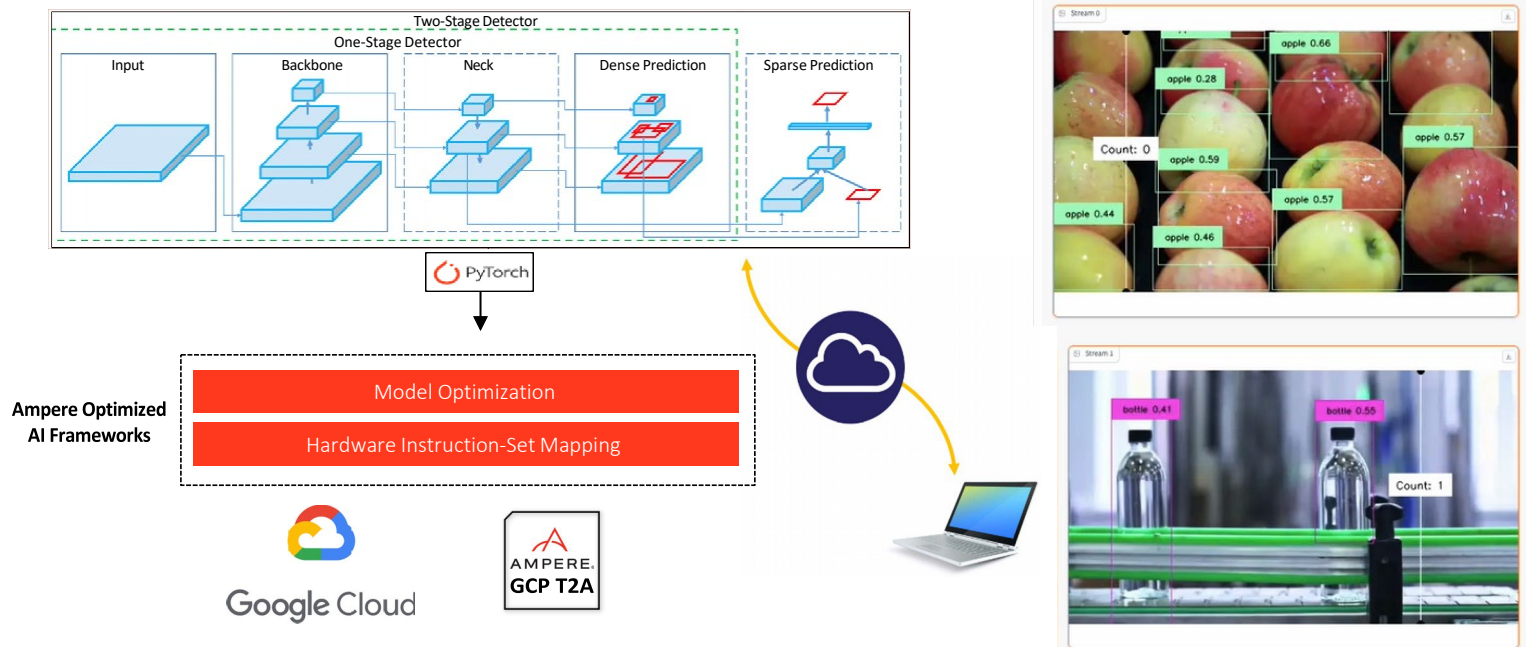 Two-Stage Detector
One-Stage Detector
Input
Backbone
Neck
Dense Prediction
Sparse Prediction
PyTorch
Ampere Optimized
AI Frameworks
Model Optimization
Hardware Instruction-Set Mapping
Google Cloud
AMPERE.
GCP T2A
Stream 0
apple 0.66
apple 0.28
apple 0.57
Count: 0
apple 0.59
apple 0.57
apple 0.44
apple 0.46
Stream 1
bottle 0.41
bottle 0.55
Count: 1